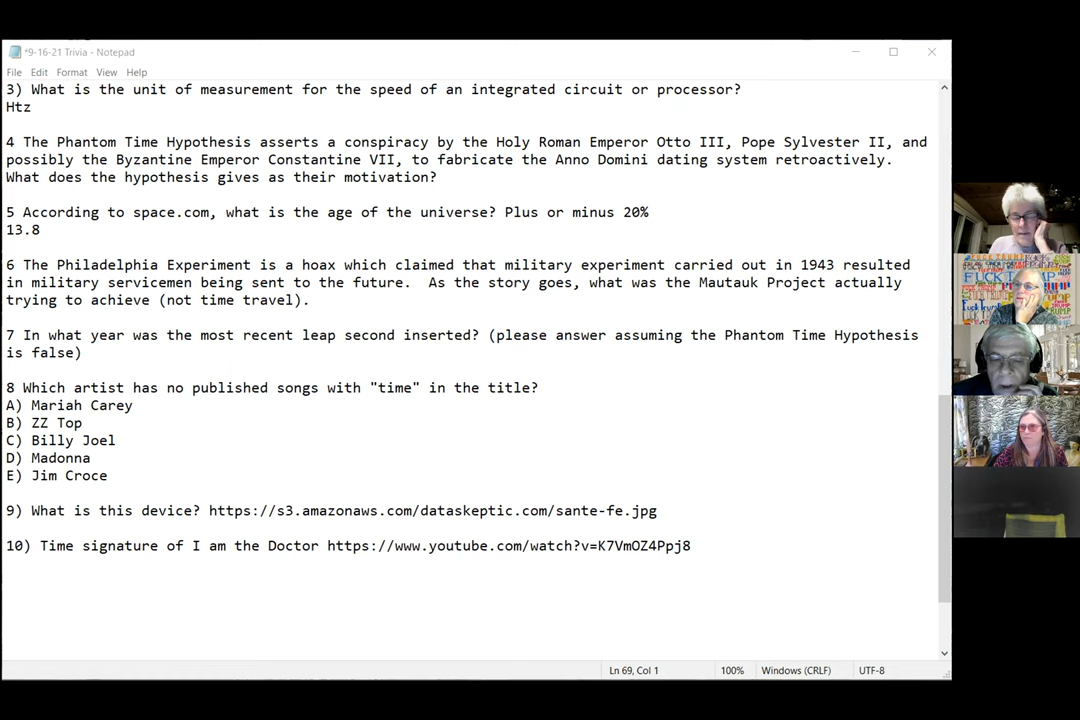 *9-16-21 Trivia - Notepad
File Edit Format View Help
3) What is the unit of measurement for the speed of an integrated circuit or processor?
Htz
4 The Phantom Time Hypothesis asserts a conspiracy by the Holy Roman Emperor Otto III, Pope Sylvester II, and
possibly the Byzantine Emperor Constantine VII, to fabricate the Anno Domini dating system retroactively.
What does the hypothesis gives as their motivation?
5 According to space.com, what is the age of the universe? Plus or minus 20%
13.8
6 The Philadelphia Experiment is a hoax which claimed that military experiment carried out in 1943 resulted
in military servicemen being sent to the future.  As the story goes, what was the Mautauk Project actually
trying to achieve (not time travel).
7 In what year was the most recent leap second inserted? (please answer assuming the Phantom Time Hypothesis
is false)
8 Which artist has no published songs with "time" in the title?
A) Mariah Carey
B) ZZ Top
C) Billy Joel
D) Madonna
E) Jim Croce
9) What is this device? https://s3.amazonaws.com/dataskeptic.com/sante-fe.jpg
10) Time signature of I am the Doctor https://www.youtube.com/watch?v=K7VmOZ4Ppj8
Ln 69, Col 1 100% Windows (CRLF) UTF-8
FUCK TRUMP